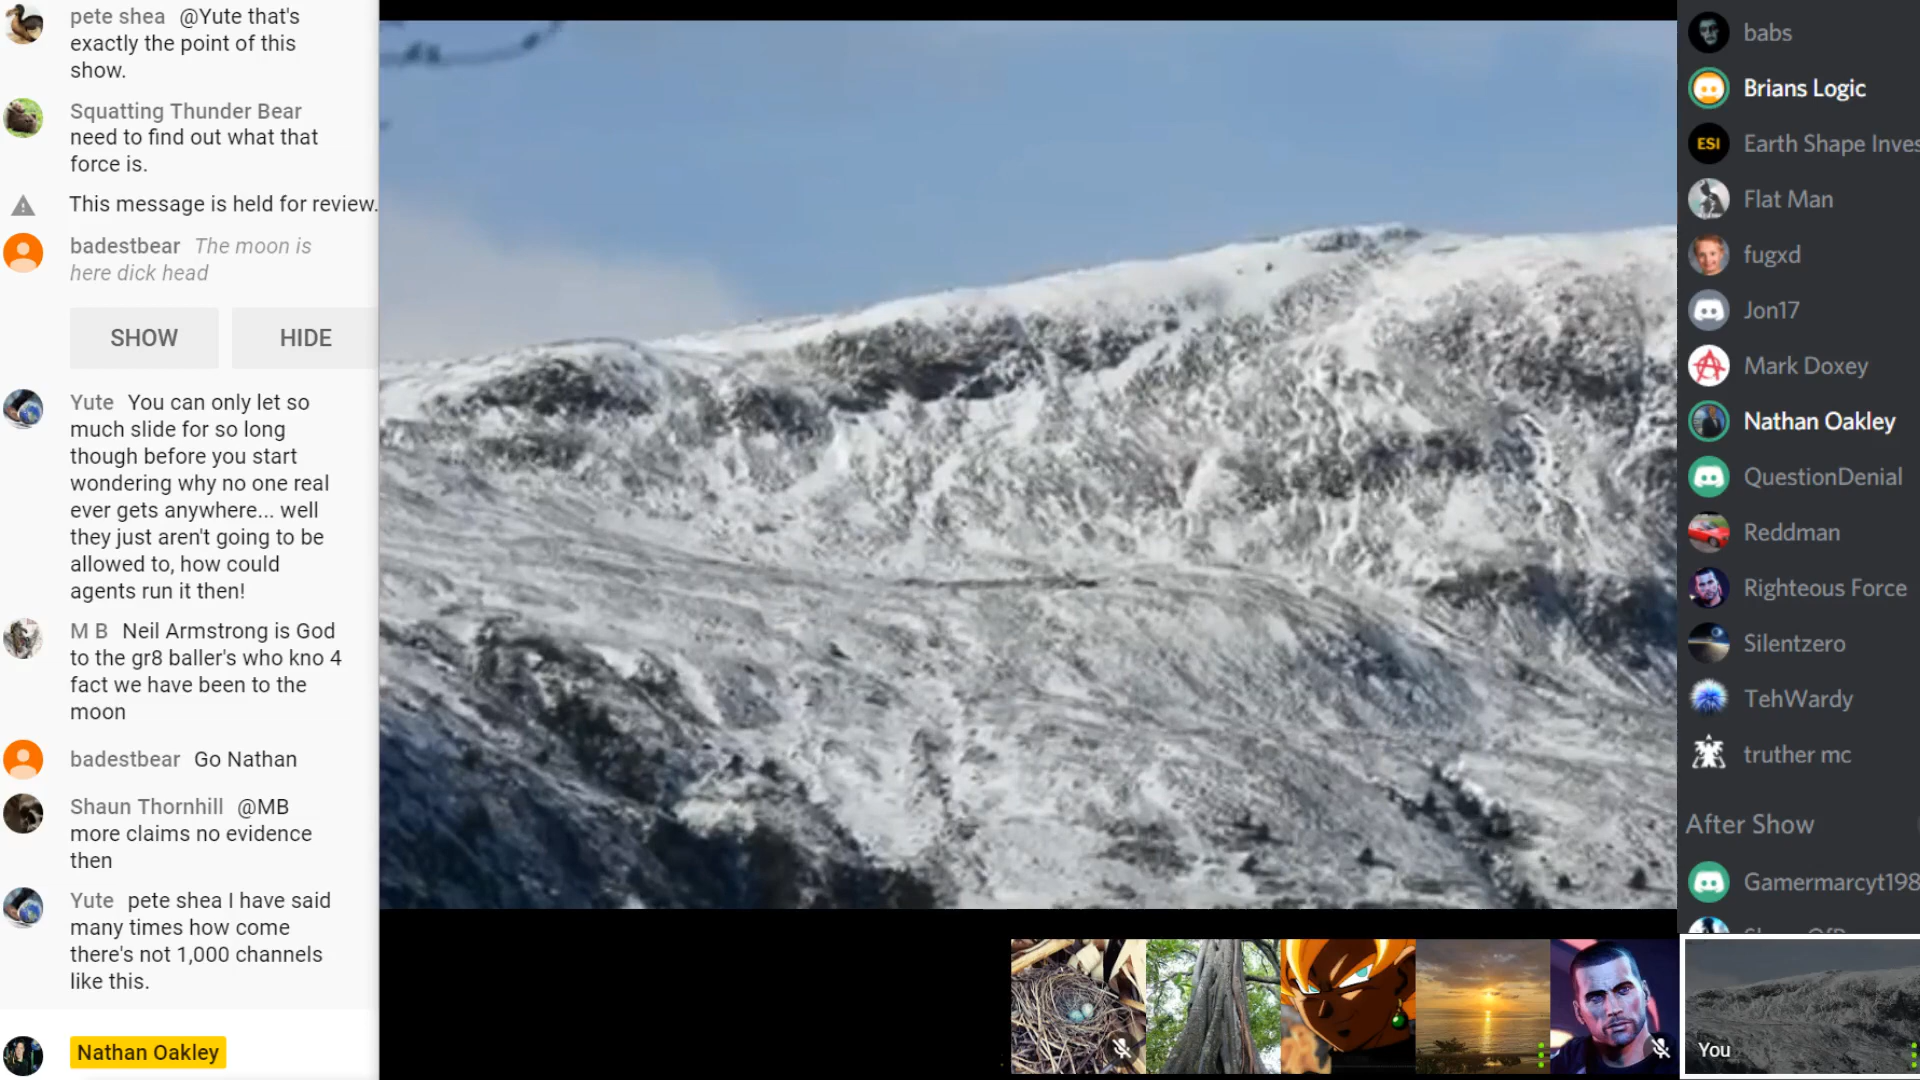 pete shea @Yute that's
exactly the point of this
show.
Squatting Thunder Bear
need to find out what that
force is.
This message is held for review.
badestbear The moon is
here dick head
SHOW
HIDE
Yute You can only let so
much slide for so long
though before you start
wondering why no one real
ever gets anywhere... well
they just aren't going to be
allowed to, how could
agents run it then!
M B Neil Armstrong is God
to the gr8 baller's who kno 4
fact we have been to the
moon
badestbear Go Nathan
Shaun Thornhill @MB
more claims no evidence
then
Yute pete shea I have said
many times how come
there's not 1,000 channels
like this.
Nathan Oakley
babs
Brians Logic
ESI
Earth Shape Inves
Flat Man
fugxd
Jon17
Mark Doxey
Nathan Oakley
QuestionDenial
Reddman
Righteous Force
Silentzero
TehWardy
truther mc
After Show
Gamermarcyt198
You